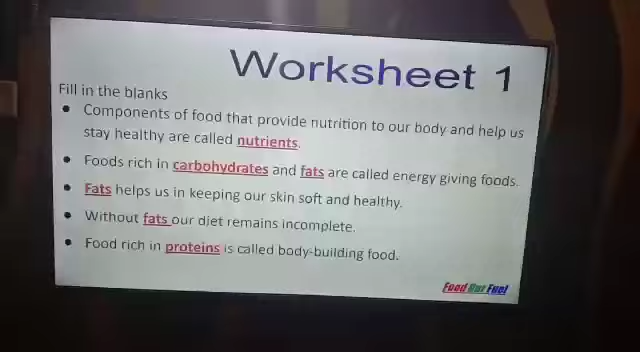 Worksheet 1
Fill in the blanks
• Components of food that provide nutrition to our body and help us
stay healthy are called nutrients.
• Foods rich in carbohydrates and fats are called energy giving foods.
• Fats helps us in keeping our skin soft and healthy.
• Without fats our diet remains incomplete.
• Food rich in proteins is called body-building food.
Food Our Fuel